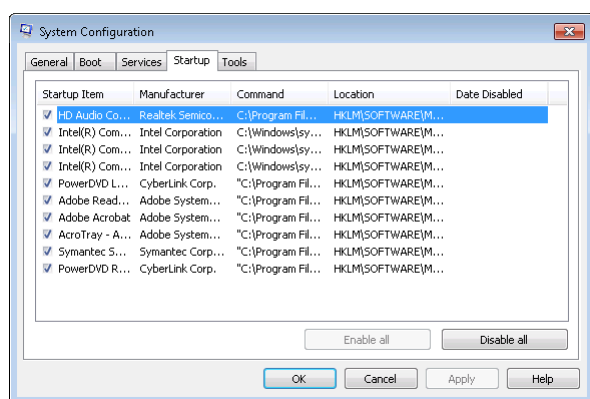 System Configuration
General Boot Services Startup Tools
Startup Item Manufacturer Command Location Date Disabled
HD Audio Co... Realtek Semico... C:\Program Fil... HKLM\SOFTWARE\M...
Intel(R) Com... Intel Corporation C:\Windows\sy... HKLM\SOFTWARE\M...
Intel(R) Com... Intel Corporation C:\Windows\sy... HKLM\SOFTWARE\M...
Intel(R) Com... Intel Corporation C:\Windows\sy... HKLM\SOFTWARE\M...
PowerDVD L... CyberLink Corp. "C:\Program Fil... HKLM\SOFTWARE\M...
Adobe Read... Adobe System... "C:\Program Fil... HKLM\SOFTWARE\M...
Adobe Acrobat Adobe System... "C:\Program Fil... HKLM\SOFTWARE\M...
AcroTray - A... Adobe System... "C:\Program Fil... HKLM\SOFTWARE\M...
Symantec S... Symantec Corp... "C:\Program Fil... HKLM\SOFTWARE\M...
PowerDVD R... CyberLink Corp. "C:\Program Fil... HKLM\SOFTWARE\M...
Enable all Disable all
OK Cancel Apply Help